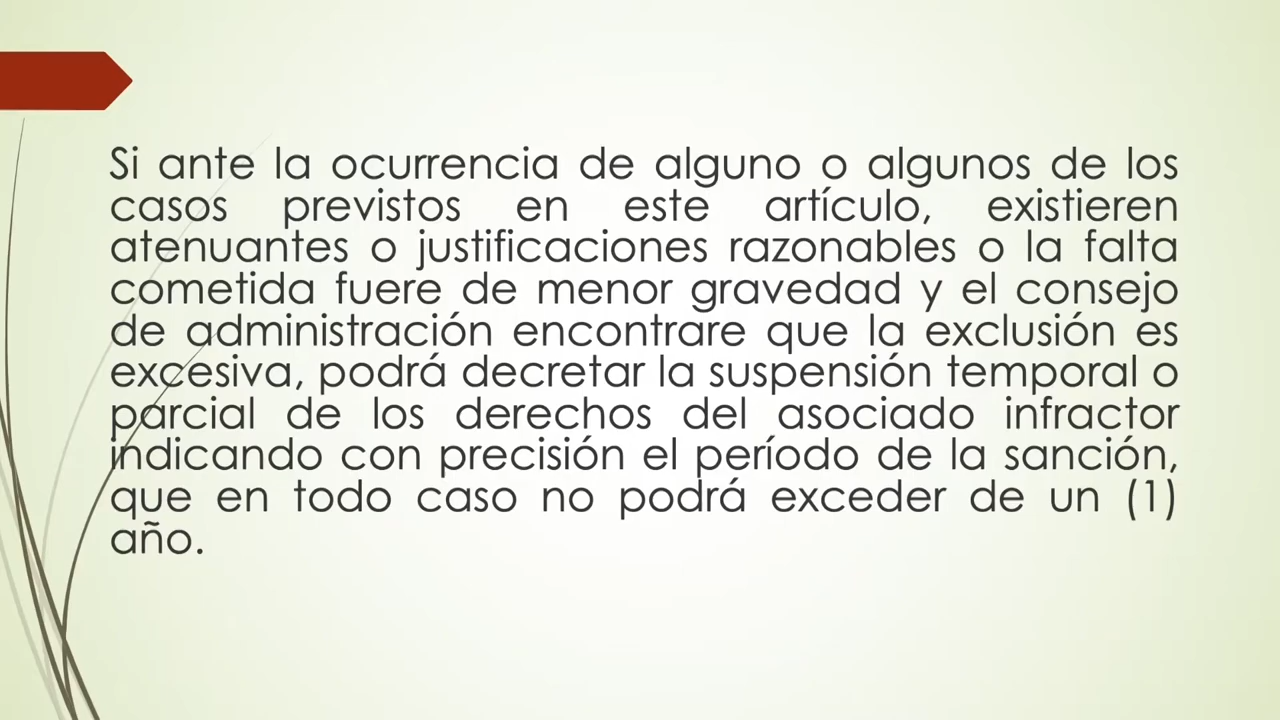 Si ante la ocurrencia de alguno o algunos de los
casos previstos en este artículo, existieren
atenuantes o justificaciones razonables o la falta
cometida fuere de menor gravedad y el consejo
de administración encontrare que la exclusión es
excesiva, podrá decretar la suspensión temporal o
parcial de los derechos del asociado infractor
indicando con precisión el período de la sanción,
que en todo caso no podrá exceder de un (1)
año.